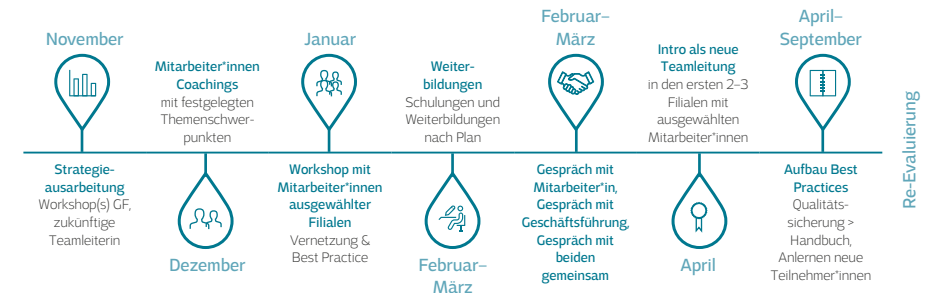 November
Strategie-
ausarbeitung
Workshop(s) GF,
zukünftige
Teamleiterin
Mitarbeiter*innen
Coachings
mit festgelegten
Themenschwer-
punkten
Dezember
Januar
Workshop mit
Mitarbeiter*innen
ausgewählter
Filialen
Vernetzung &
Best Practice
Weiter-
bildungen
Schulungen und
Weiterbildungen
nach Plan
Februar–
März
Februar–
März
Gespräch mit
Mitarbeiter*in,
Gespräch mit
Geschäftsführung,
Gespräch mit
beiden
gemeinsam
Intro als neue
Teamleitung
in den ersten 2–3
Filialen mit
ausgewählten
Mitarbeiter*innen
April
April–
September
Aufbau Best
Practices
Qualitäts-
sicherung >
Handbuch,
Anlernen neue
Teilnehmer*innen
Re-Evaluierung